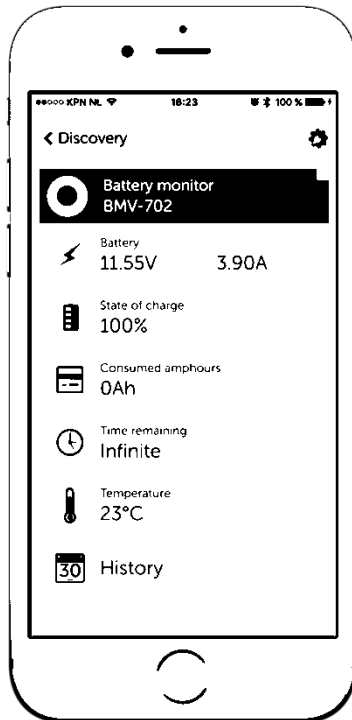 KPN NL 16:23 100 %
Discovery
Battery monitor
BMV-702
Battery
11.55V 3.90A
State of charge
100%
Consumed amphours
0Ah
Time remaining
Infinite
Temperature
23°C
30 History